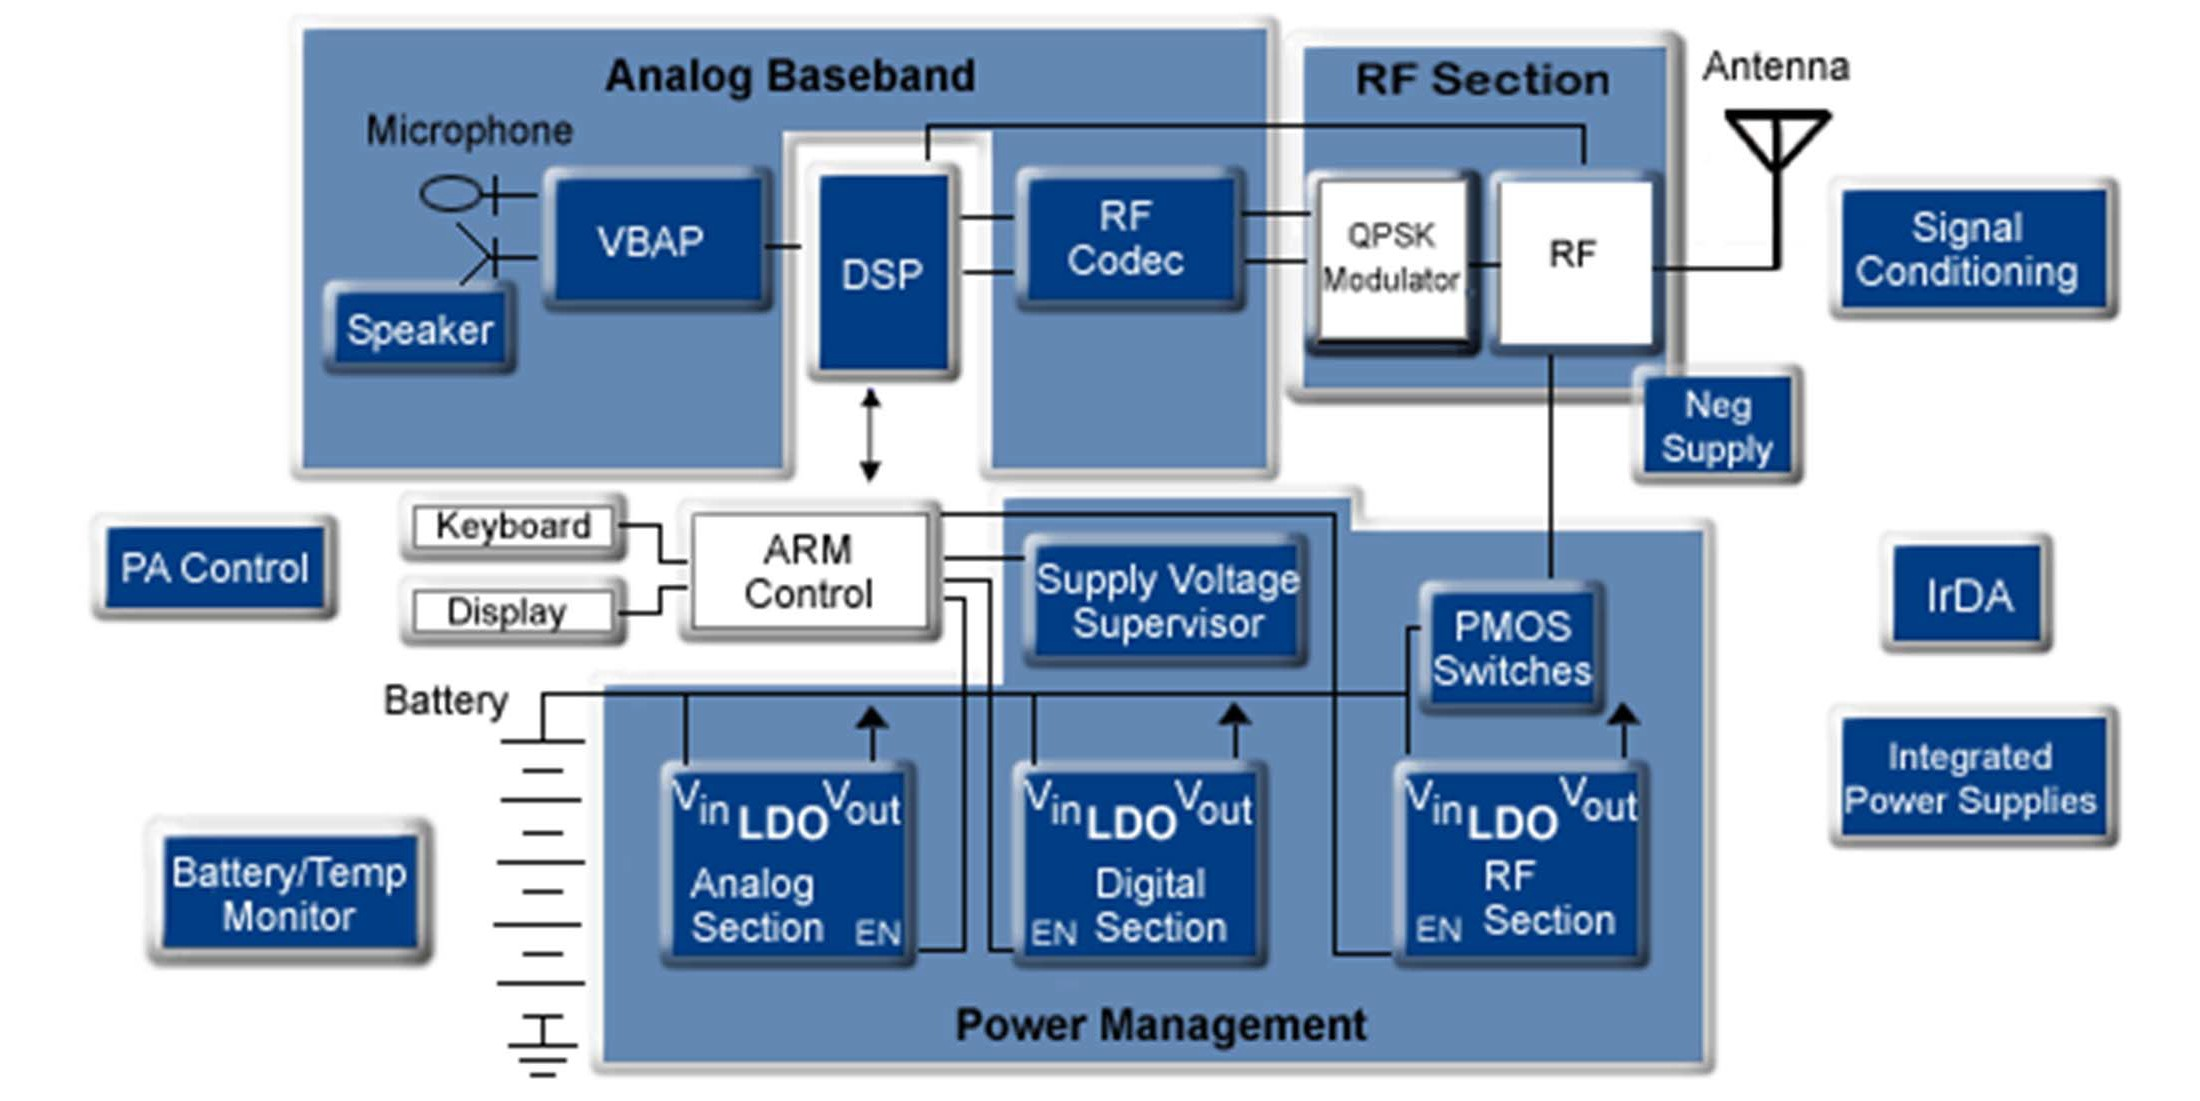 Analog Baseband
RF Section
Antenna
Microphone
VBAP
DSP
RF
Codec
QPSK
Modulator
RF
Signal
Conditioning
Speaker
Neg
Supply
PA Control
Keyboard
Display
ARM
Control
Supply Voltage
Supervisor
PMOS
Switches
IrDA
Battery
Vin LDO Vout
Analog
Section EN
Vin LDO Vout
Digital
EN Section
Vin LDO Vout
RF
EN Section
Integrated
Power Supplies
Battery/Temp
Monitor
Power Management